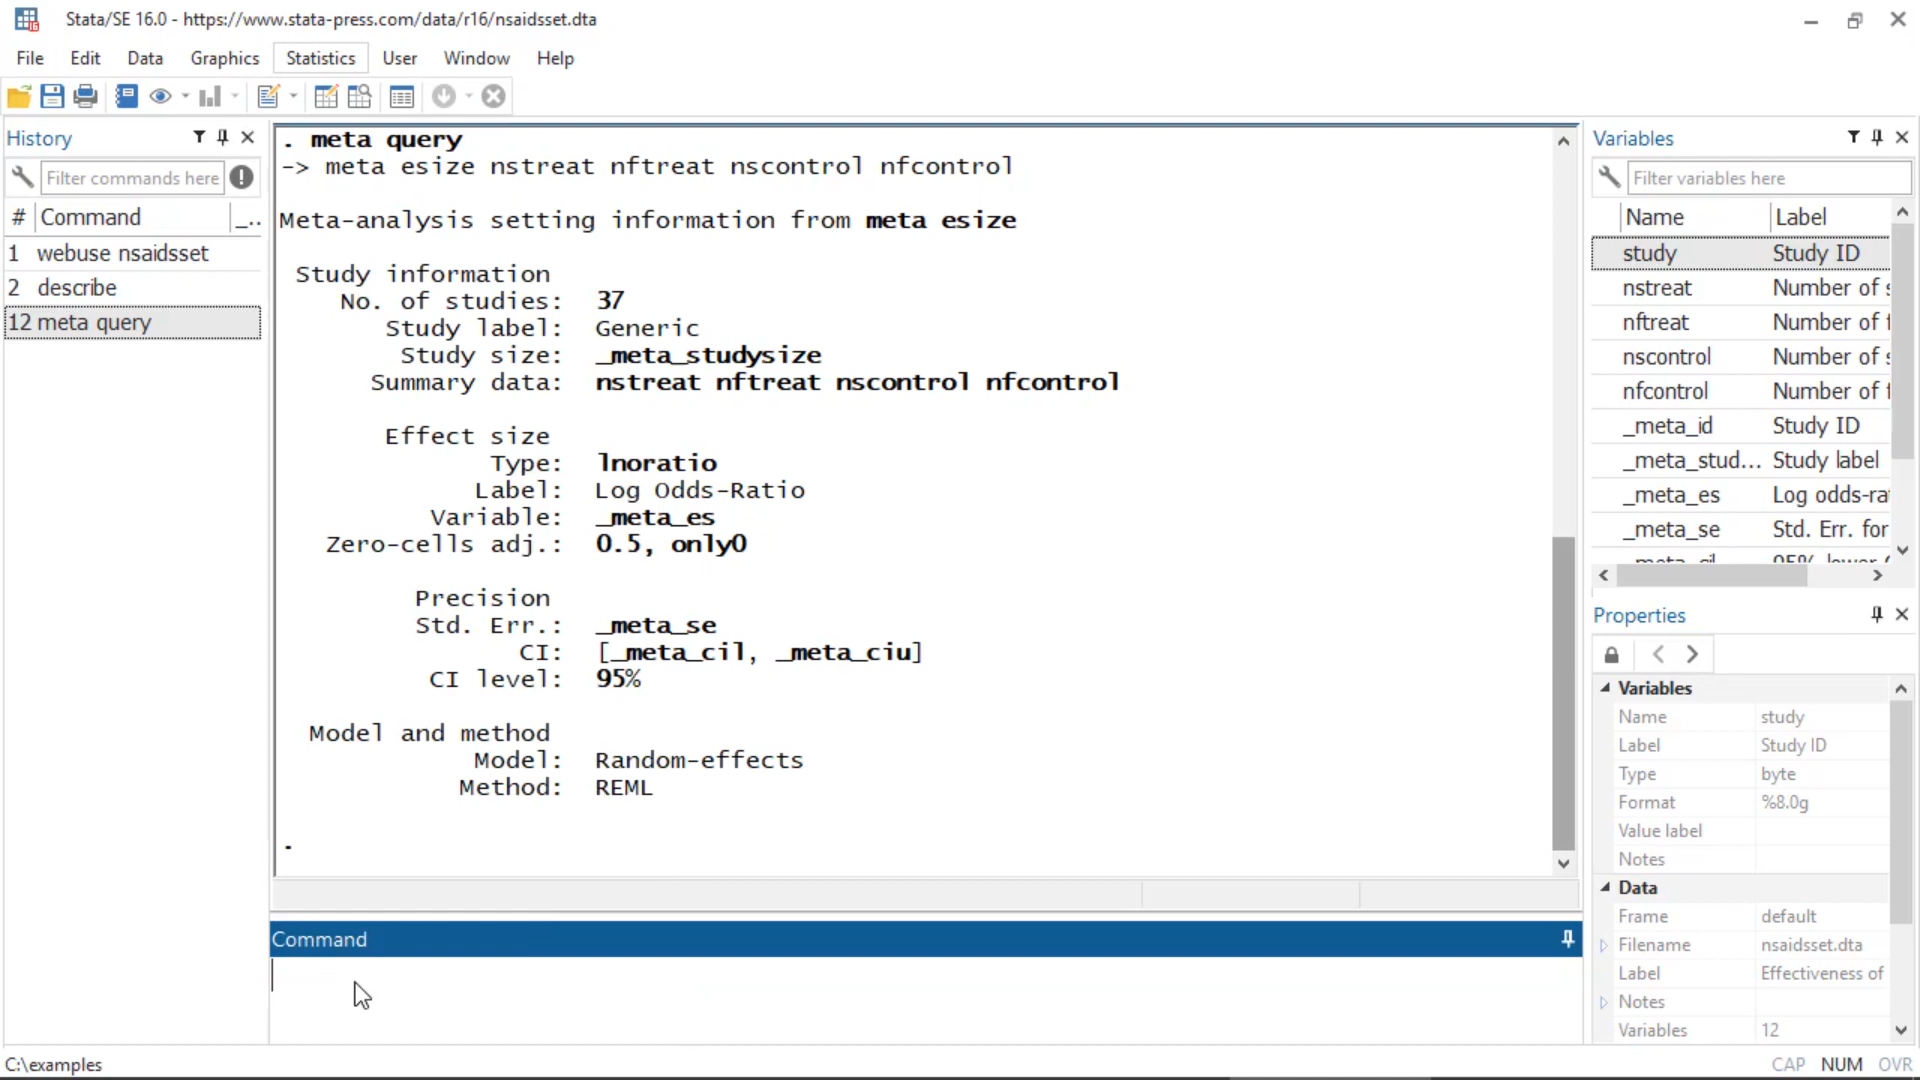 Stata/SE 16.0 - https://www.stata-press.com/data/r16/nsaidsset.dta
File Edit Data Graphics Statistics User Window Help
History
Filter commands here
# Command _..
1 webuse nsaidsset
2 describe
12 meta query
. meta query
-> meta esize nstreat nftreat nscontrol nfcontrol
Meta-analysis setting information from meta esize
Study information
No. of studies: 37
Study label: Generic
Study size: _meta_studysize
Summary data: nstreat nftreat nscontrol nfcontrol
Effect size
Type: lnoratio
Label: Log Odds-Ratio
Variable: _meta_es
Zero-cells adj.: 0.5, only0
Precision
Std. Err.: _meta_se
CI: [_meta_cil, _meta_ciu]
CI level: 95%
Model and method
Model: Random-effects
Method: REML
.
Command
Variables
Filter variables here
Name Label
study Study ID
nstreat Number of s
nftreat Number of f
nscontrol Number of s
nfcontrol Number of f
_meta_id Study ID
_meta_stud... Study label
_meta_es Log odds-ra
_meta_se Std. Err. for
_meta_cil 95% lower C
Properties
Variables
Name study
Label Study ID
Type byte
Format %8.0g
Value label
Notes
Data
Frame default
Filename nsaidsset.dta
Label Effectiveness of
Notes
Variables 12
C:\examples
CAP NUM OVR